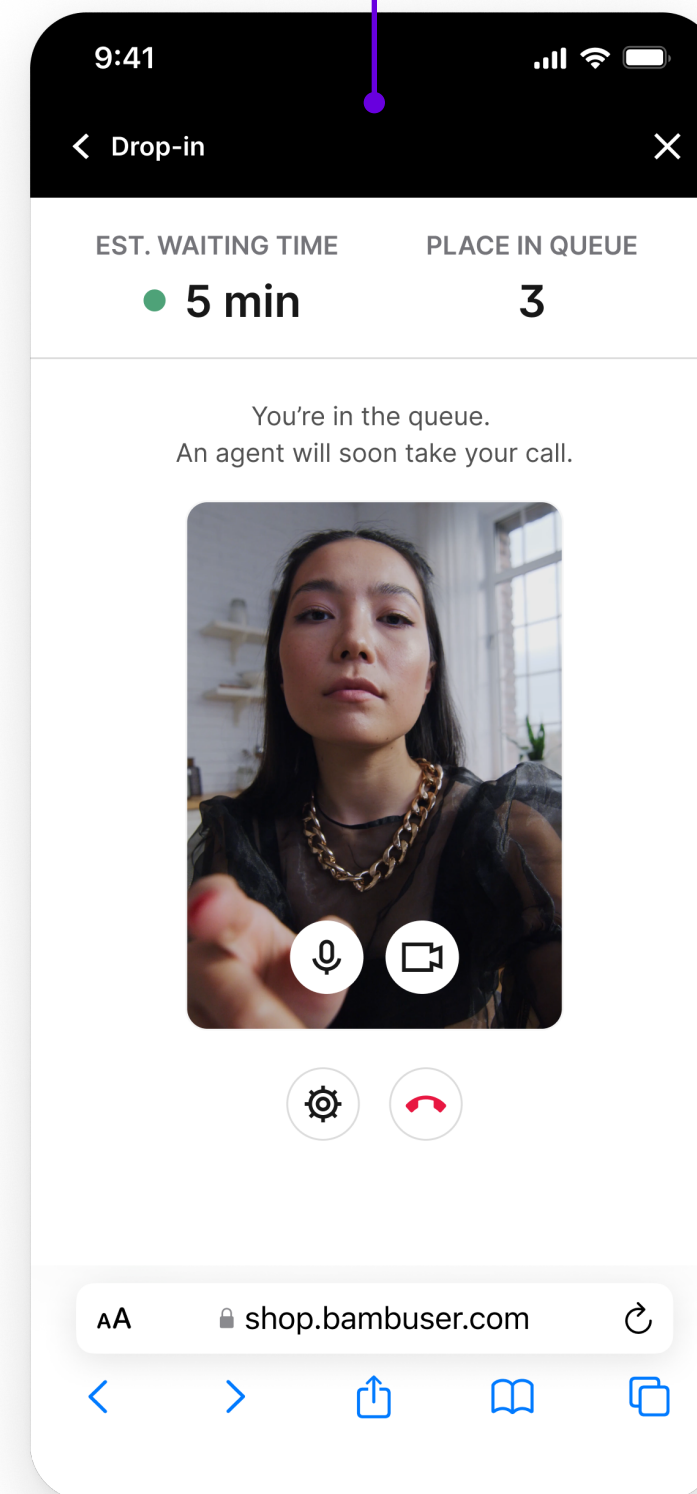 9:41
Drop-in
EST. WAITING TIME
PLACE IN QUEUE
5 min
3
You’re in the queue.
An agent will soon take your call.
AA
shop.bambuser.com